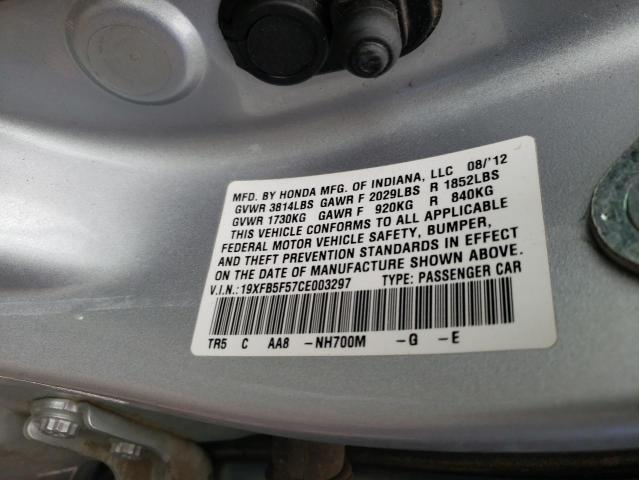 MFD. BY HONDA MFG. OF INDIANA, LLC 08/'12
GVWR 3814LBS GAWR F 2029LBS R 1852LBS
GVWR 1730KG GAWR F 920KG R 840KG
THIS VEHICLE CONFORMS TO ALL APPLICABLE
FEDERAL MOTOR VEHICLE SAFETY, BUMPER,
AND THEFT PREVENTION STANDARDS IN EFFECT
ON THE DATE OF MANUFACTURE SHOWN ABOVE.
V.I.N.:19XFB5F57CE003297 TYPE: PASSENGER CAR
TR5 C AA8 -NH700M -G -E